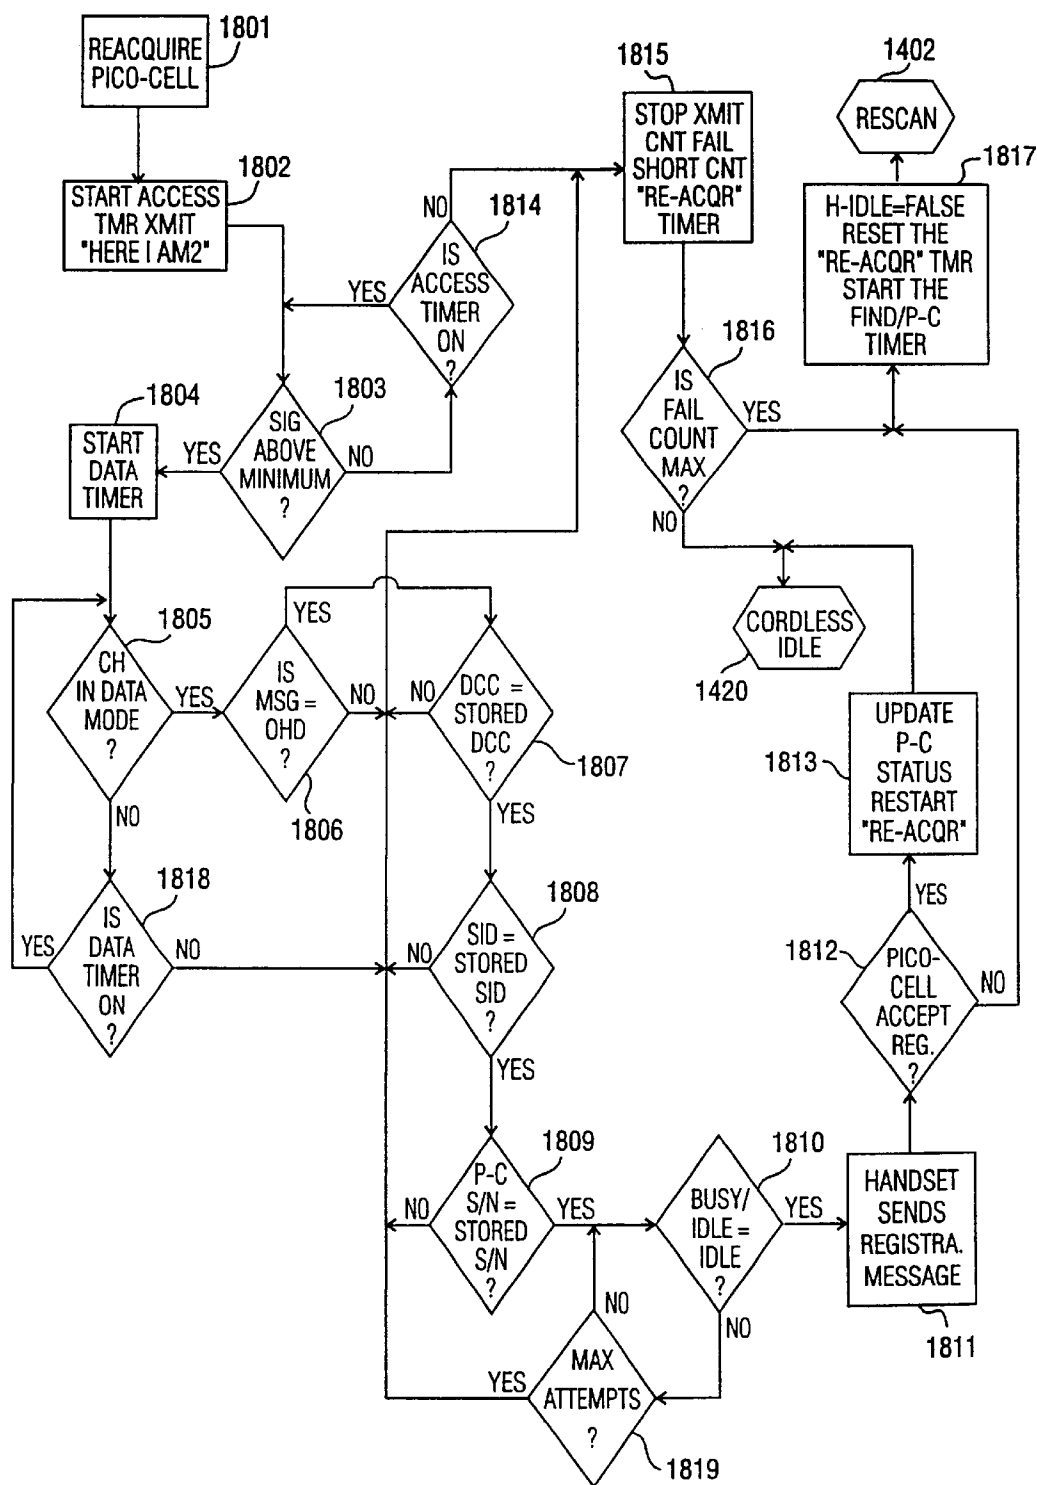 1801
REACQUIRE
PICO-CELL
1802
START ACCESS
TMR XMIT
"HERE I AM2"
1814
NO
IS
ACCESS
TIMER
ON
?
YES
1803
SIG
ABOVE
MINIMUM
?
YES
NO
1804
START
DATA
TIMER
1805
CH
IN DATA
MODE
?
YES
NO
YES
IS
MSG =
OHD
?
NO
1806
NO
DCC =
STORED
DCC
?
1807
YES
1818
IS
DATA
TIMER
ON
?
YES
NO
1808
NO
SID =
STORED
SID
?
YES
1809
P-C
S/N =
STORED
S/N
?
NO
YES
1810
BUSY/
IDLE =
IDLE
?
YES
NO
NO
YES
MAX
ATTEMPTS
?
1819
HANDSET
SENDS
REGISTRA.
MESSAGE
1811
1812
PICO-
CELL
ACCEPT
REG.
?
YES
NO
1813
UPDATE
P-C
STATUS
RESTART
"RE-ACQR"
1815
STOP XMIT
CNT FAIL
SHORT CNT
"RE-ACQR"
TIMER
1816
IS
FAIL
COUNT
MAX
?
YES
NO
CORDLESS
IDLE
1420
1402
RESCAN
1817
H-IDLE=FALSE
RESET THE
"RE-ACQR" TMR
START THE
FIND/P-C
TIMER